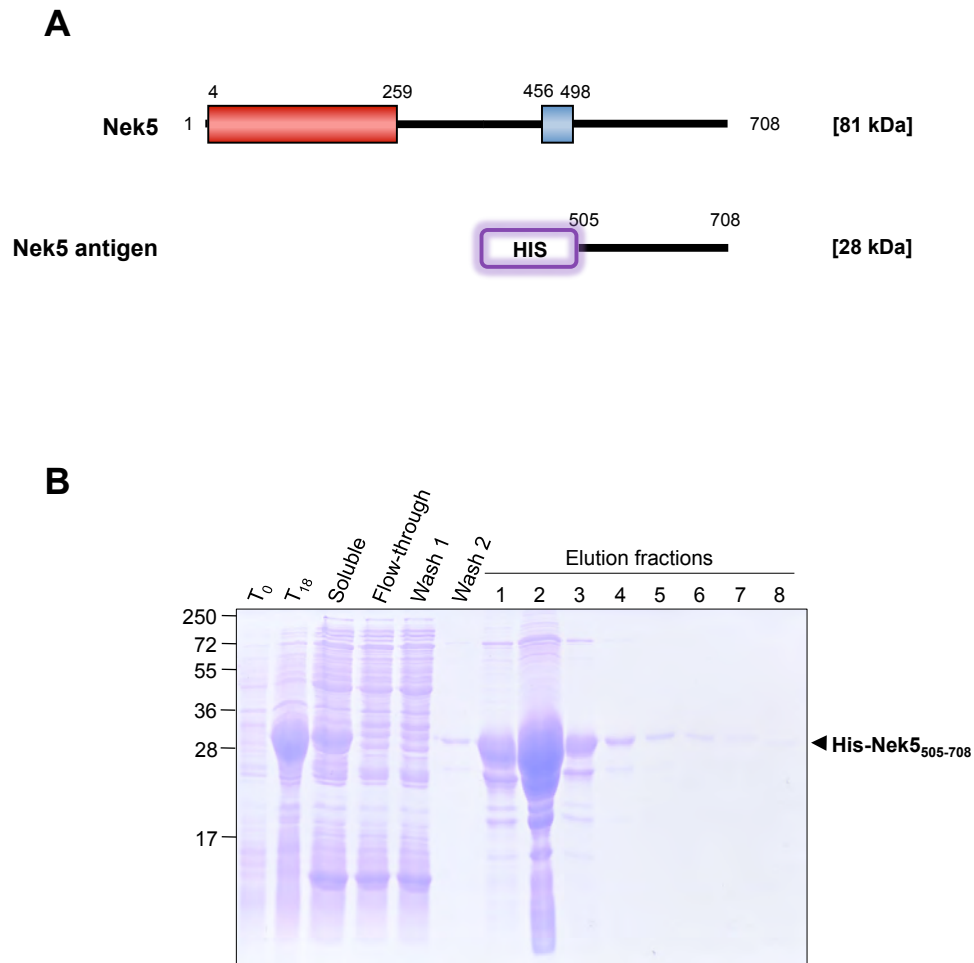 A
4 259 456 498
Nek5 1 708 [81 kDa]
505 708
Nek5 antigen HIS [28 kDa]
B
T₀ T₁₈ Soluble Flow-through Wash 1 Wash 2 Elution fractions
1 2 3 4 5 6 7 8
250
72
55
36
28
17
His-Nek5₅₀₅₋₇₀₈